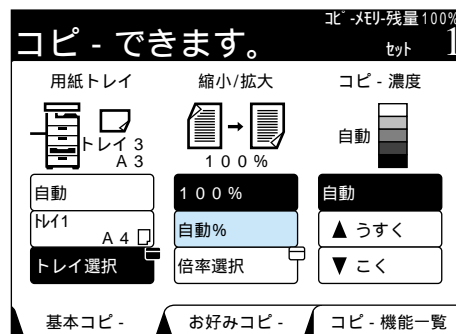 コピ-メモリ-残量100%
コピ-できます。
セット 1
用紙トレイ
縮小/拡大
コピ-濃度
トレイ3
A3
100%
自動
自動
トレイ1
A4
トレイ選択
100%
自動%
倍率選択
自動
▲ うすく
▼ こく
基本コピ-
お好みコピ-
コピ-機能一覧